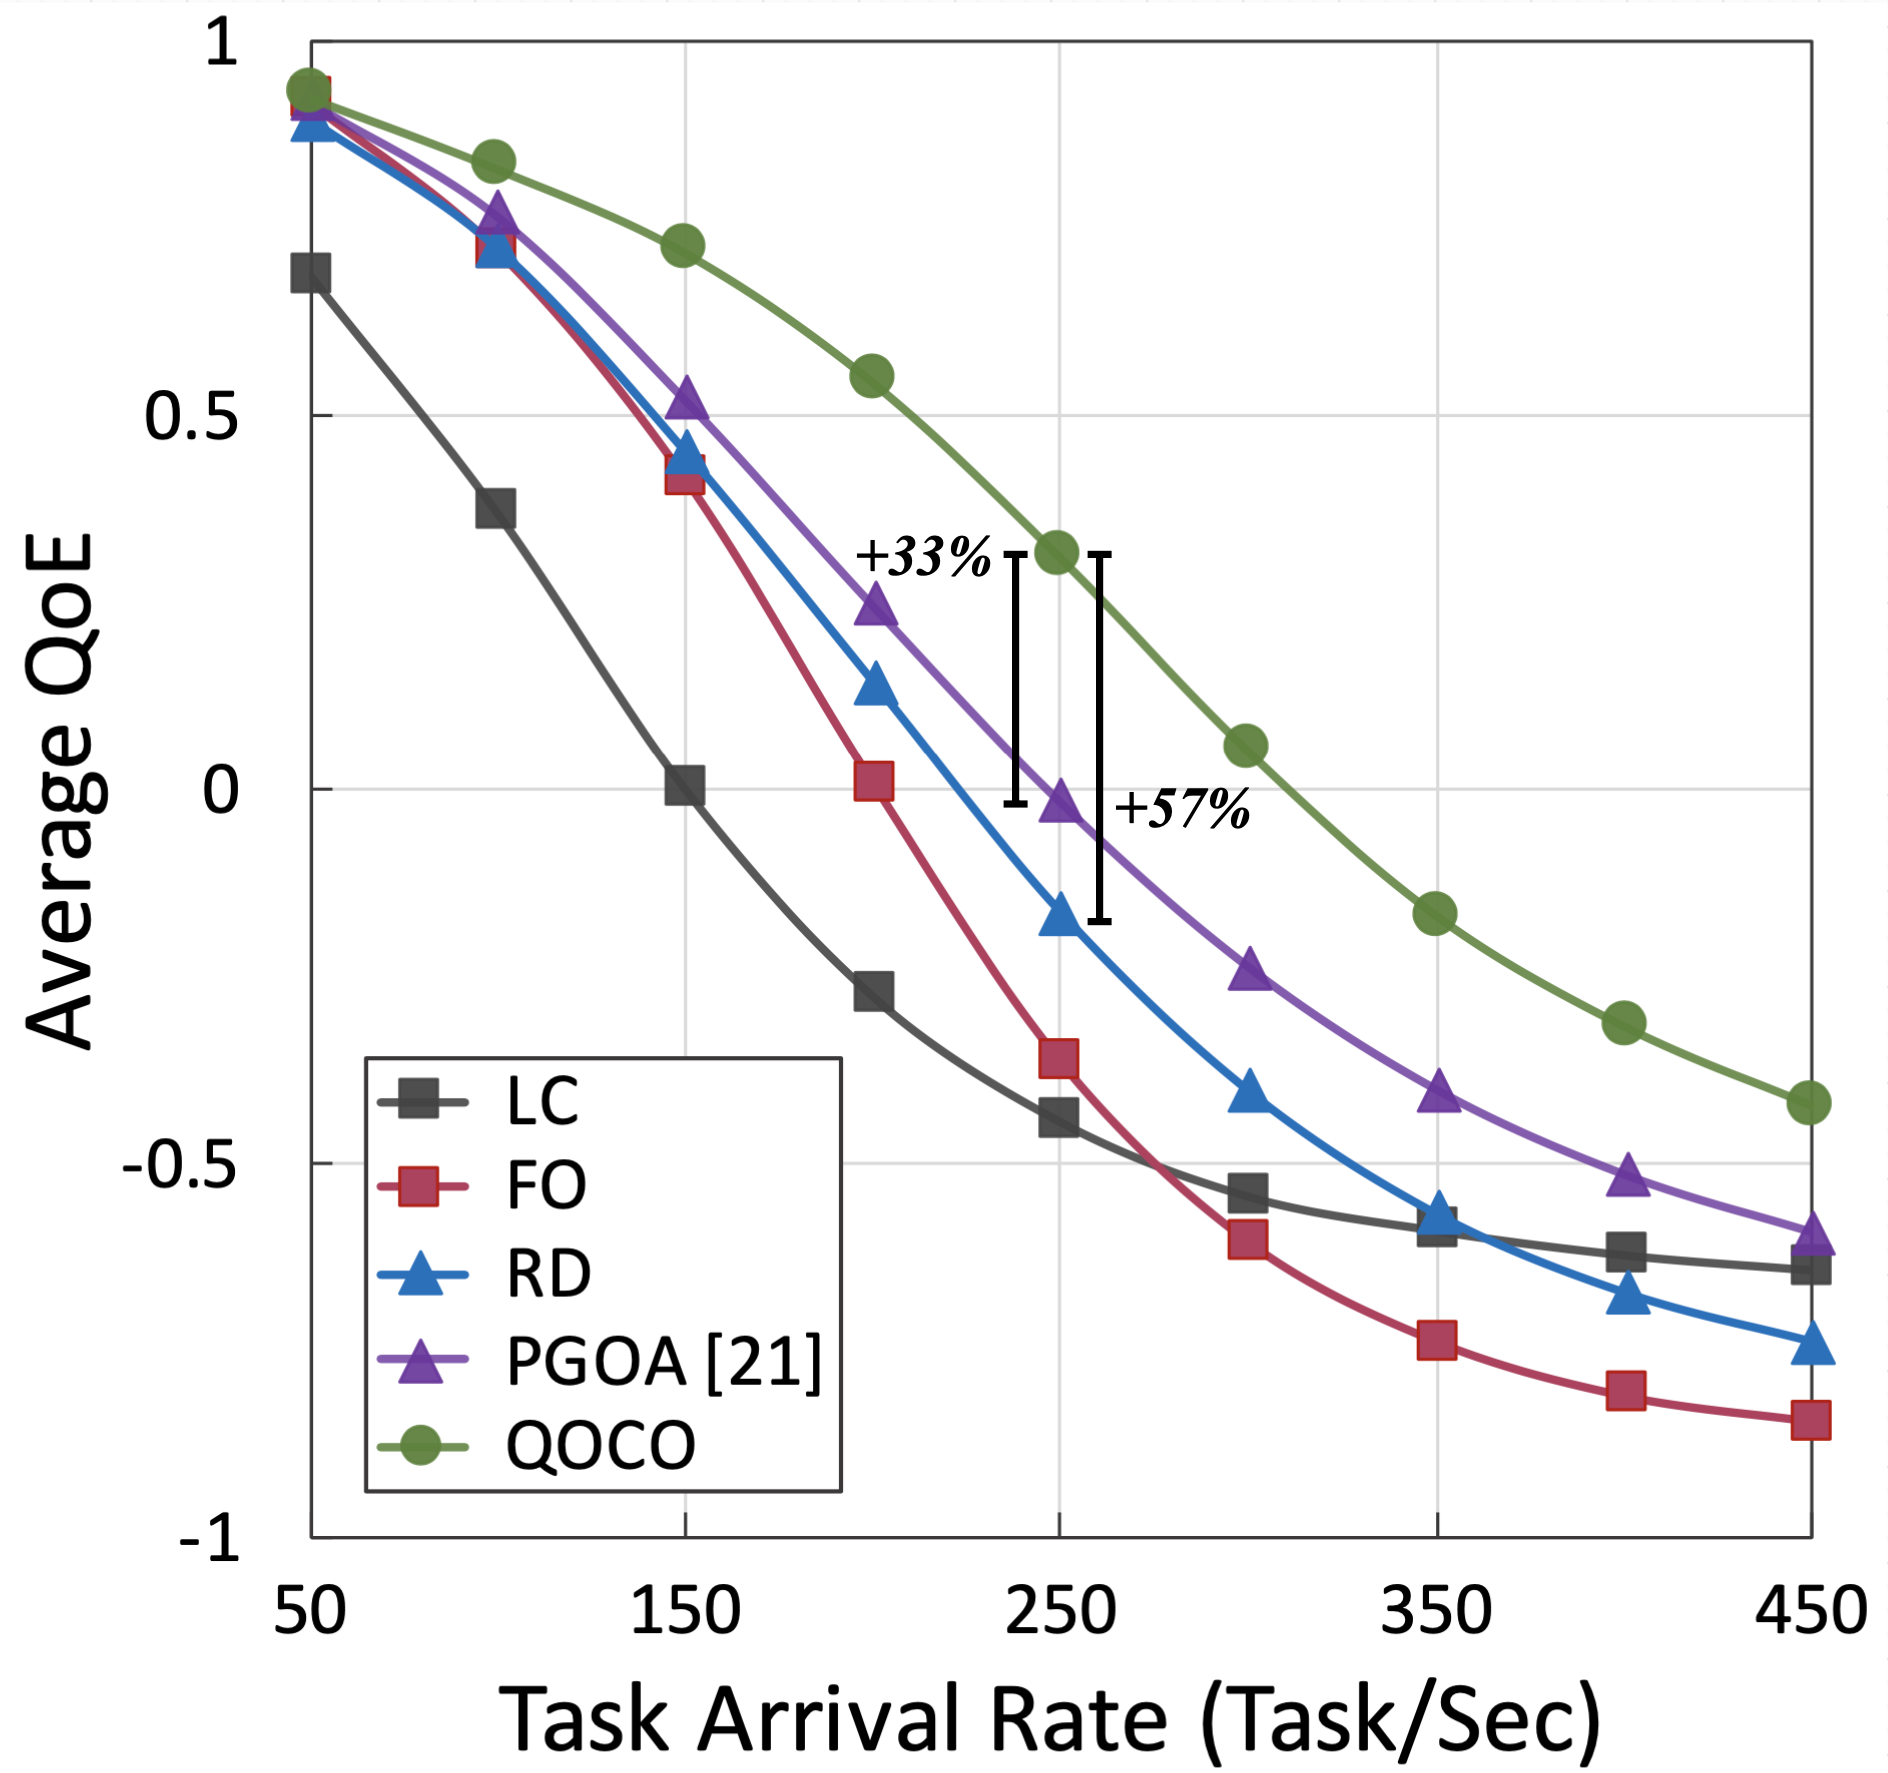 1
0.5
0
-0.5
-1
Average QoE
+33%
+57%
LC
FO
RD
PGOA [21]
QOCO
50 150 250 350 450
Task Arrival Rate (Task/Sec)